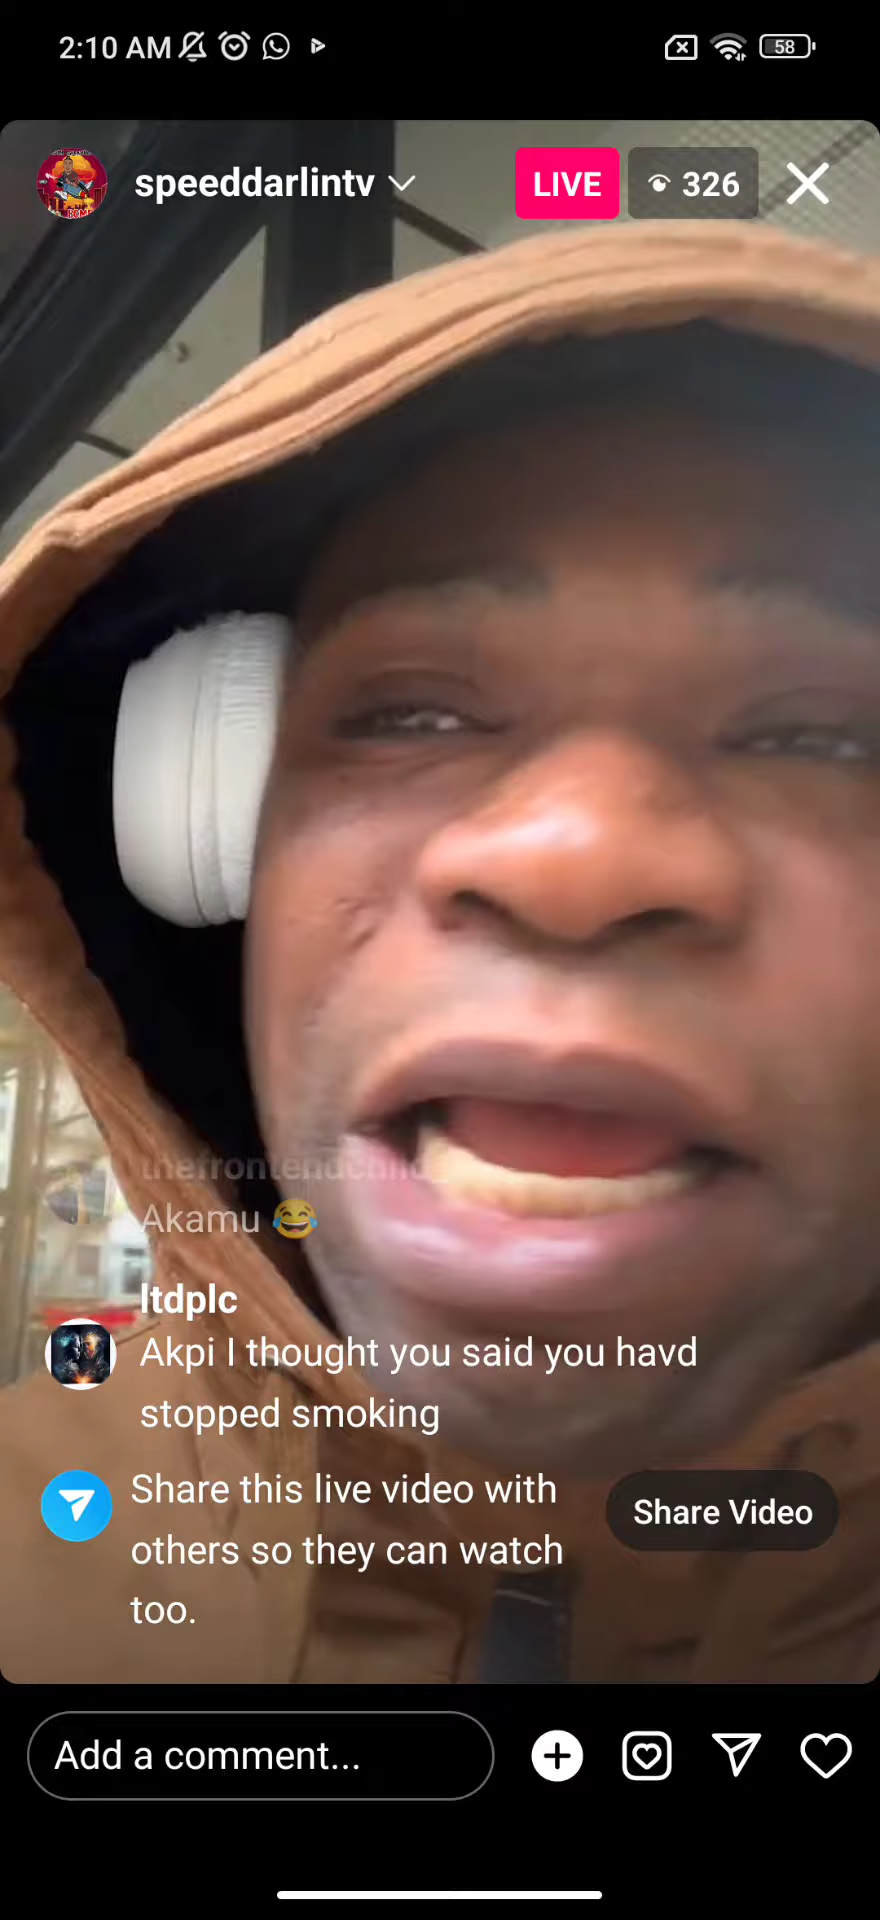 2:10 AM
58
speeddarlintv
LIVE
326
thefrontendchild_
Akamu 😂
ltdplc
Akpi I thought you said you havd
stopped smoking
Share this live video with
others so they can watch
too.
Share Video
Add a comment...